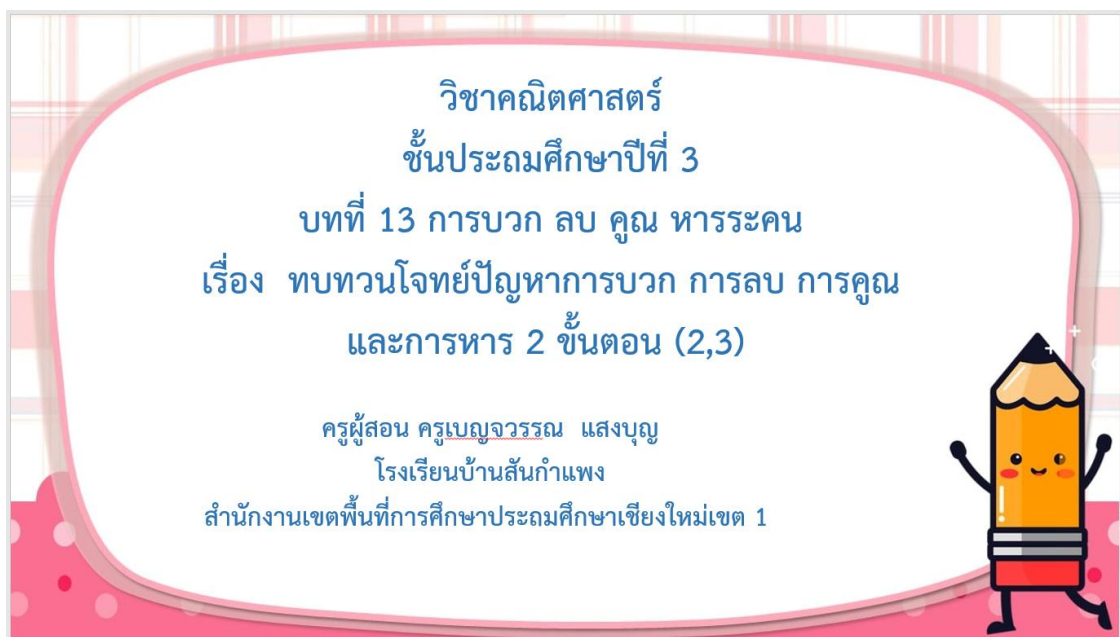 วิชาคณิตศาสตร์
ชั้นประถมศึกษาปีที่ 3
บทที่ 13 การบวก ลบ คูณ หารระคน
เรื่อง  ทบทวนโจทย์ปัญหาการบวก การลบ การคูณ
และการหาร 2 ขั้นตอน (2,3)
ครูผู้สอน ครูเบญจวรรณ  แสงบุญ
โรงเรียนบ้านสันกำแพง
สำนักงานเขตพื้นที่การศึกษาประถมศึกษาเชียงใหม่เขต 1